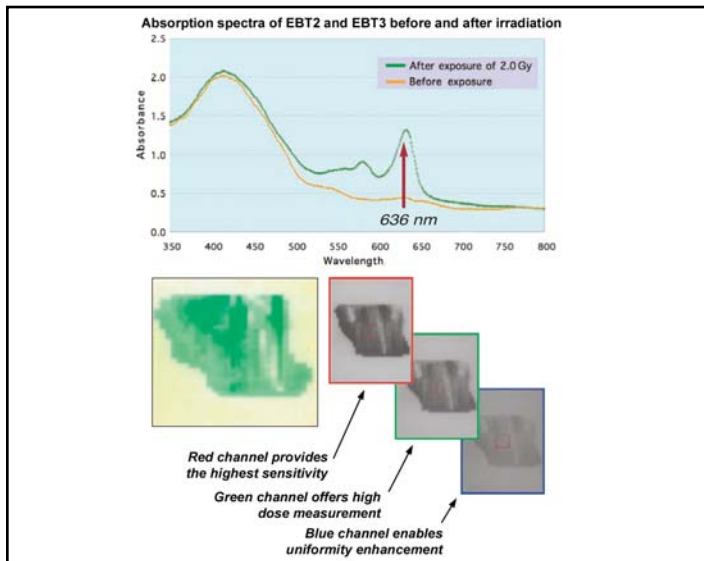 Absorption spectra of EBT2 and EBT3 before and after irradiation
2.5
2.0
1.5
1.0
0.5
0.0
Absorbance
After exposure of 2.0 Gy
Before exposure
636 nm
350 400 450 500 550 600 650 700 750 800
Wavelength
Red channel provides
the highest sensitivity
Green channel offers high
dose measurement
Blue channel enables
uniformity enhancement